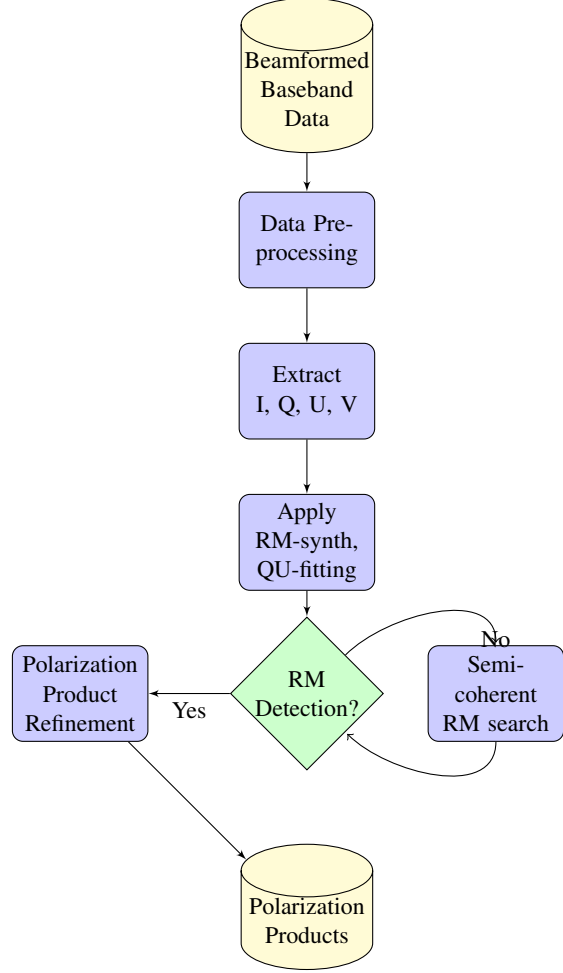 Beamformed
Baseband
Data
Data Pre-
processing
Extract
I, Q, U, V
Apply
RM-synth,
QU-fitting
RM
Detection?
Yes
Polarization
Product
Refinement
No
Semi-
coherent
RM search
Polarization
Products